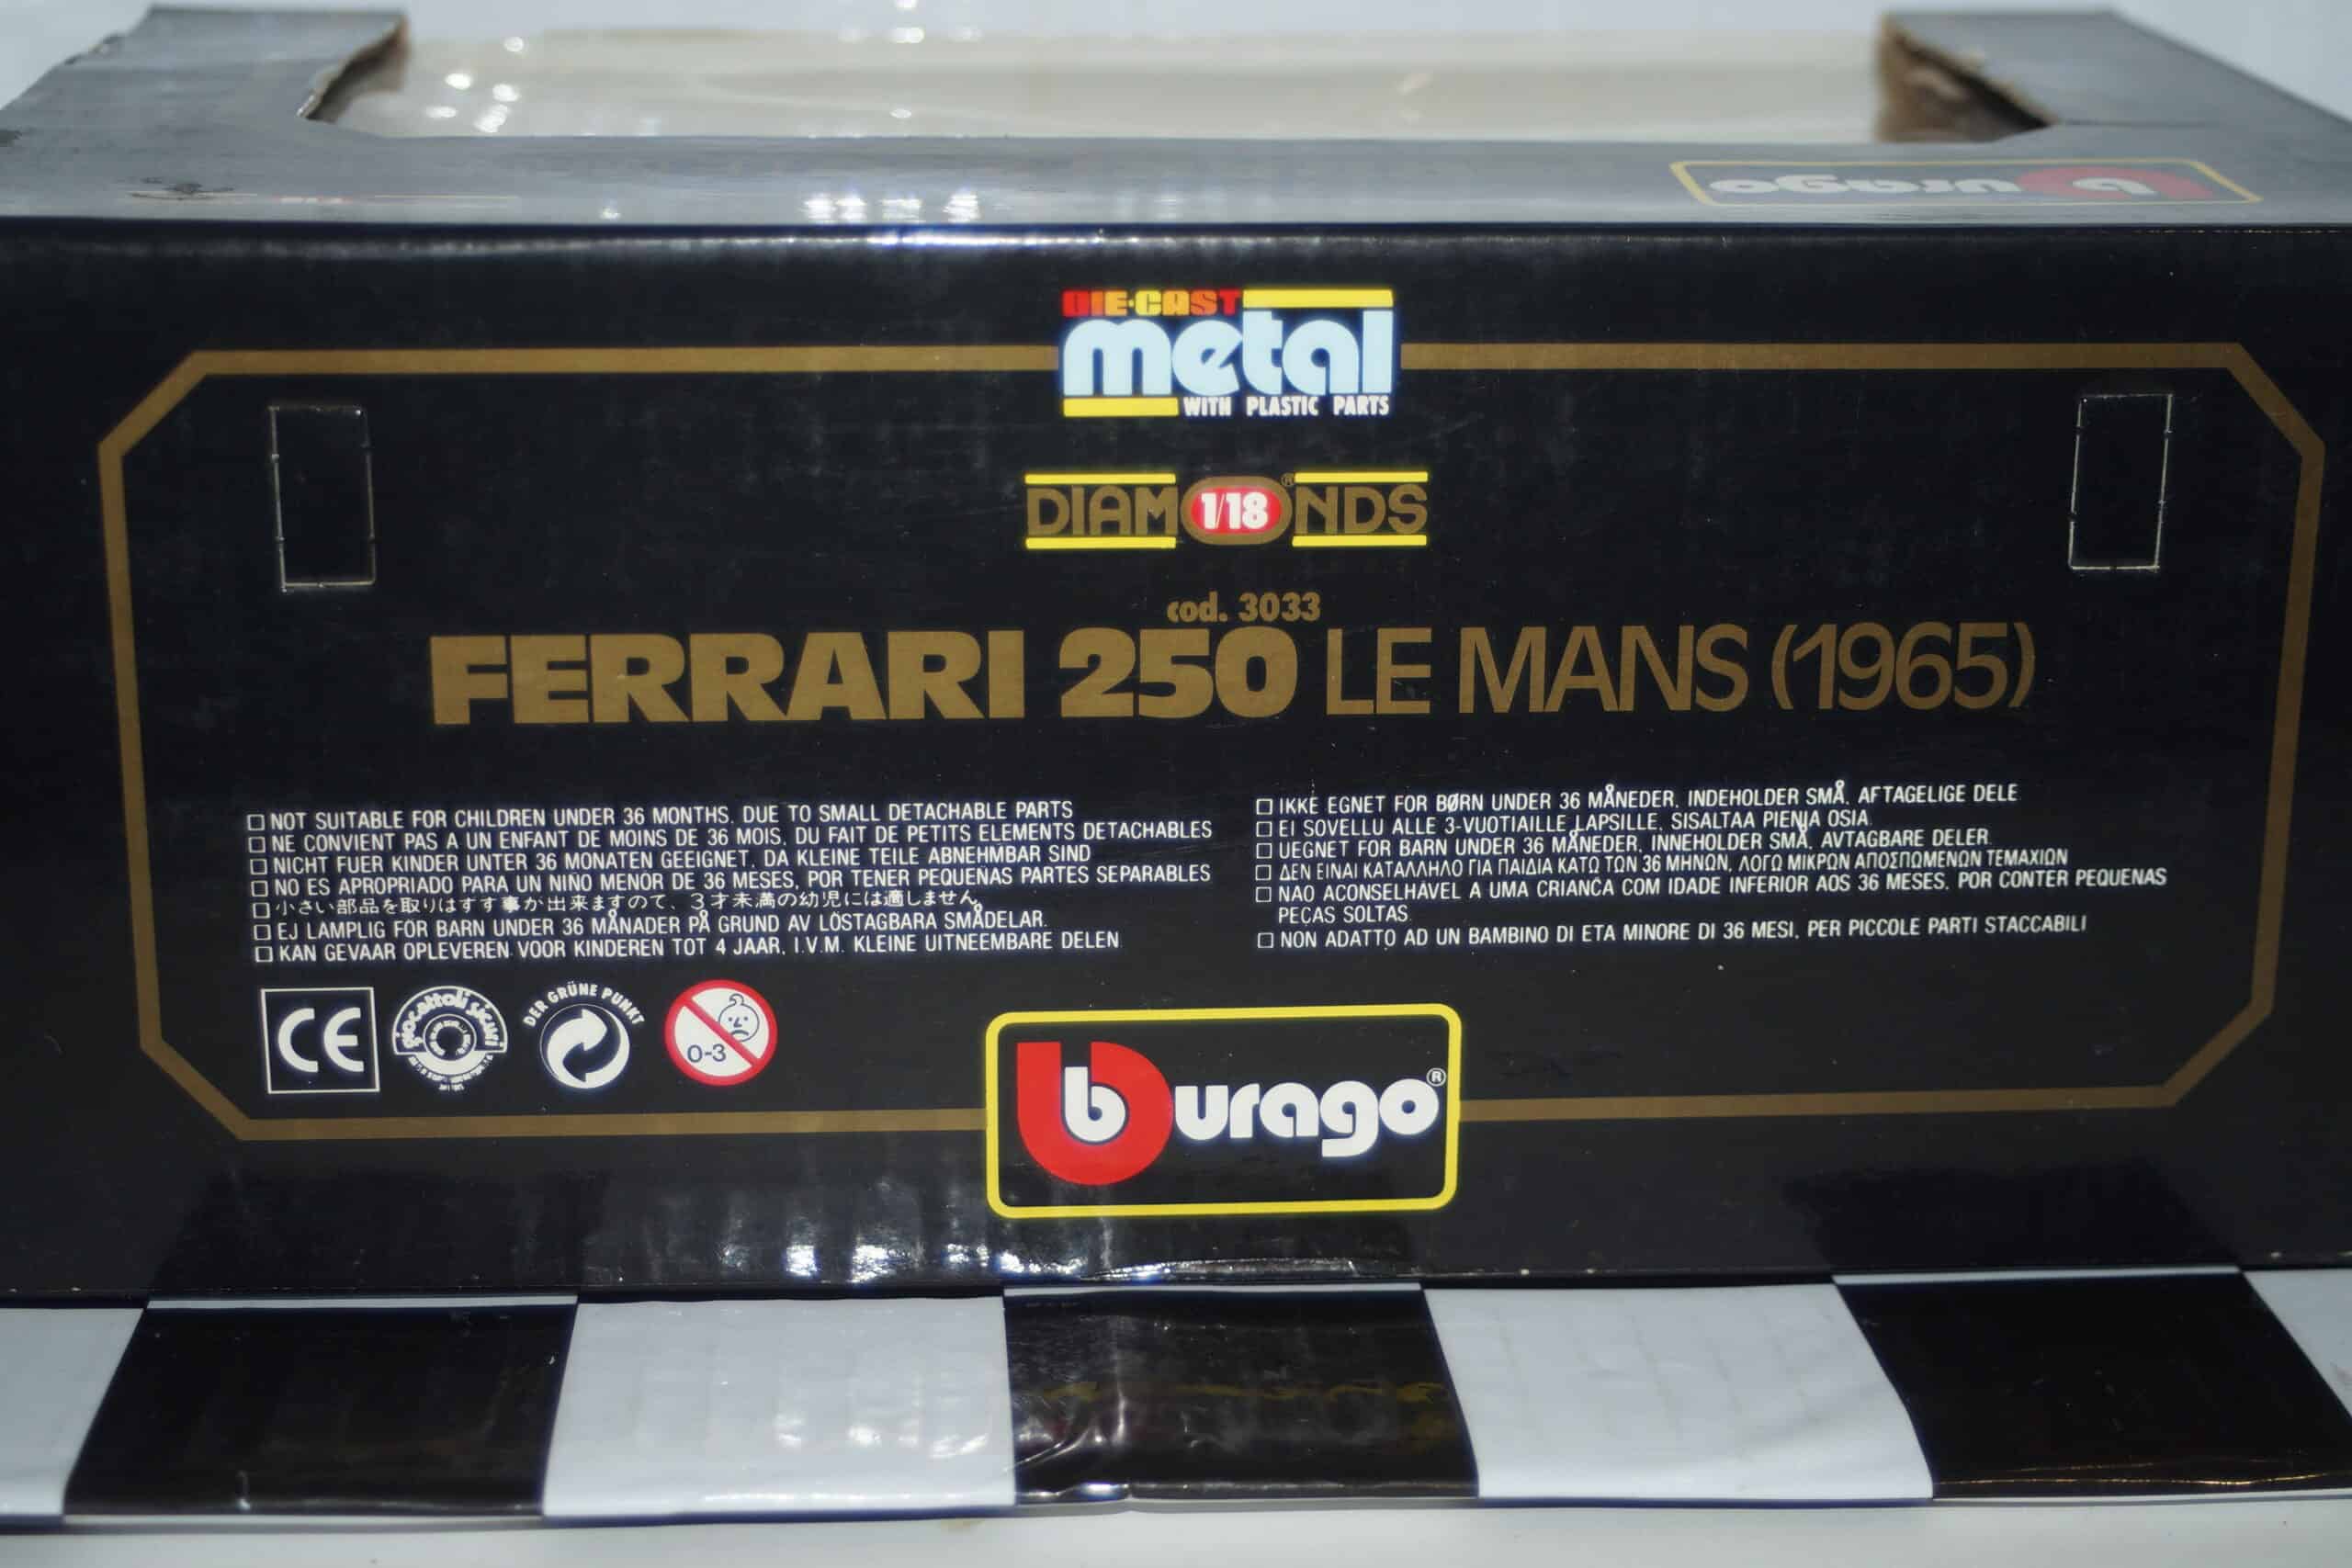 burago
DIE-CAST
metal
WITH PLASTIC PARTS
DIAM 1/18 NDS®
cod. 3033
FERRARI 250 LE MANS (1965)
□ NOT SUITABLE FOR CHILDREN UNDER 36 MONTHS. DUE TO SMALL DETACHABLE PARTS
□ NE CONVIENT PAS A UN ENFANT DE MOINS DE 36 MOIS, DU FAIT DE PETITS ELEMENTS DETACHABLES
□ NICHT FUER KINDER UNTER 36 MONATEN GEEIGNET, DA KLEINE TEILE ABNEHMBAR SIND
□ NO ES APROPRIADO PARA UN NIÑO MENOR DE 36 MESES, POR TENER PEQUENAS PARTES SEPARABLES
□ 小さい部品を取りはすす事か出来ますので、3才未満の幼児には適しません。
□ EJ LAMPLIG FÖR BARN UNDER 36 MÅNADER PÅ GRUND AV LÖSTAGBARA SMÅDELAR.
□ KAN GEVAAR OPLEVEREN VOOR KINDEREN TOT 4 JAAR, I.V.M. KLEINE UITNEEMBARE DELEN
□ IKKE EGNET FOR BØRN UNDER 36 MÅNEDER, INDEHOLDER SMÅ, AFTAGELIGE DELE
□ EI SOVELLU ALLE 3-VUOTIAILLE LAPSILLE, SISALTAA PIENIA OSIA.
□ UEGNET FOR BARN UNDER 36 MÅNEDER, INNEHOLDER SMÅ, AVTAGBARE DELER.
□ ΔΕΝ ΕΙΝΑΙ ΚΑΤΑΛΛΗΛΟ ΓΙΑ ΠΑΙΔΙΑ ΚΑΤΩ ΤΩΝ 36 ΜΗΝΩΝ, ΛΟΓΩ ΜΙΚΡΩΝ ΑΠΟΣΠΩΜΕΝΩΝ ΤΕΜΑΧΙΩΝ
□ NAO ACONSELHAVEL A UMA CRIANÇA COM IDADE INFERIOR AOS 36 MESES, POR CONTER PEQUENAS
PEÇAS SOLTAS
□ NON ADATTO AD UN BAMBINO DI ETA MINORE DI 36 MESI, PER PICCOLE PARTI STACCABILI
CE
giocattoli sicuri
DER GRÜNE PUNKT
0-3
burago®